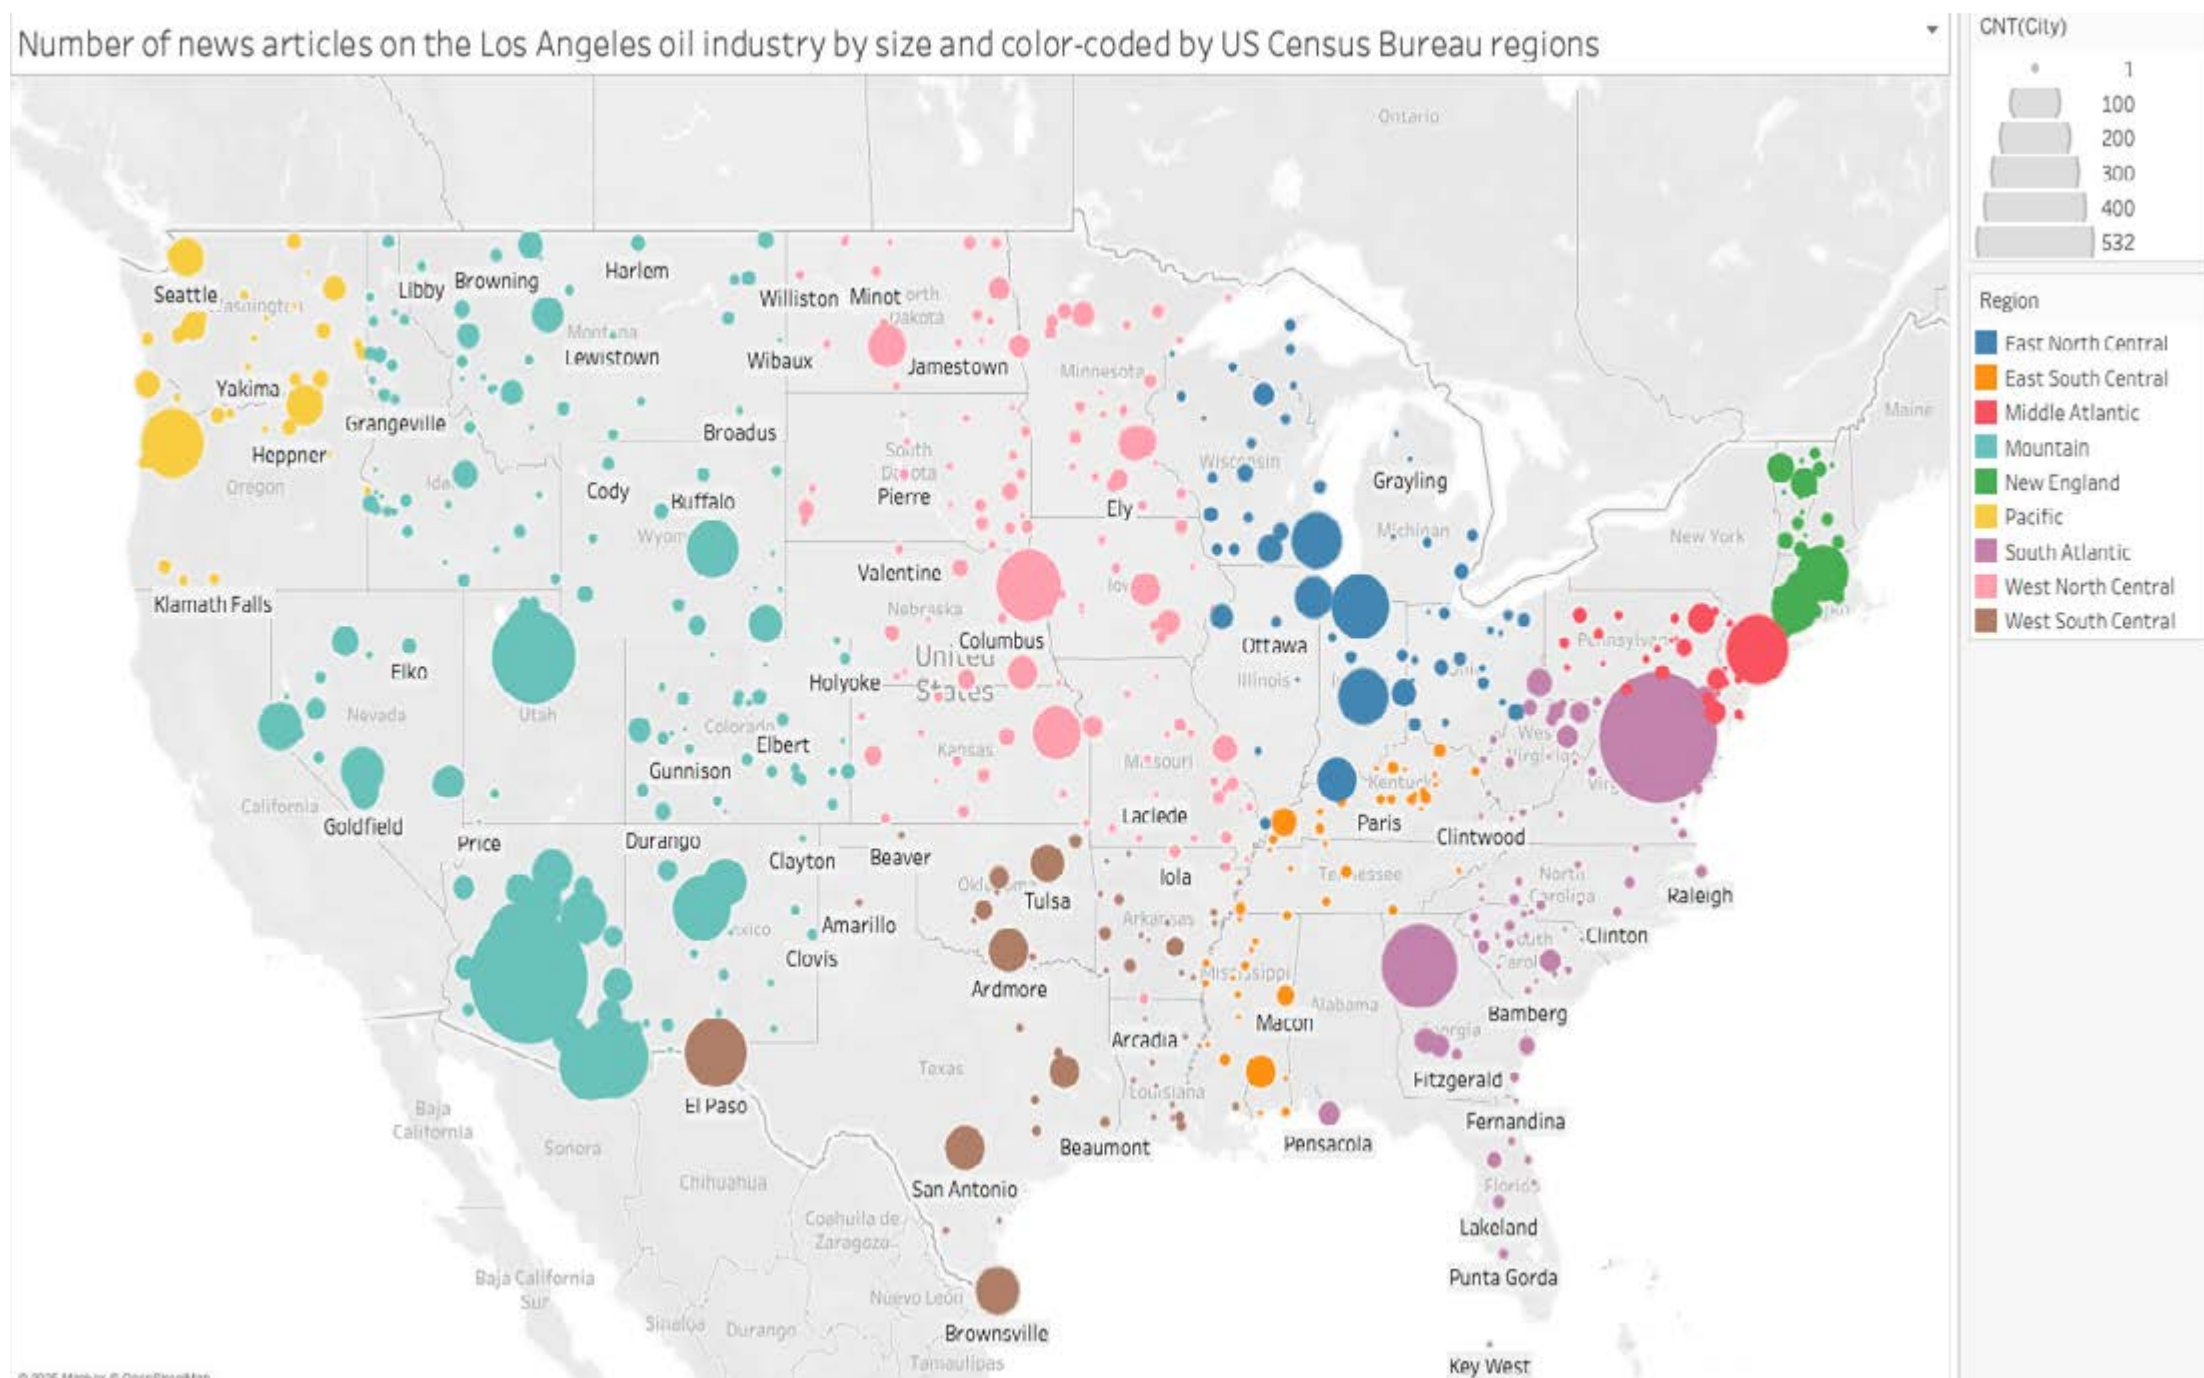 Number of news articles on the Los Angeles oil industry by size and color-coded by US Census Bureau regions
CNT(City)
1
100
200
300
400
532
Region
East North Central
East South Central
Middle Atlantic
Mountain
New England
Pacific
South Atlantic
West North Central
West South Central
Ontario
Seattle
Libby
Browning
Harlem
Williston
Minot
Dakota
Lewistown
Wibaux
Jamestown
Minnesota
Yakima
Grangeville
Broadus
Maine
Heppner
Oregon
South
Cody
Buffalo
Pierre
Wisconsin
Grayling
Ely
New York
Valentine
Klamath Falls
Nebraska
Columbus
Ottawa
Elko
Holyoke
United
States
Illinois
Nevada
Utah
Colorado
Elbert
Kansas
Gunnison
Missouri
California
Goldfield
Price
Durango
Clayton
Beaver
Laclede
Paris
Clintwood
Iola
North
Carolina
Raleigh
Tulsa
Amarillo
Arkansas
Clovis
Clinton
Ardmore
Mississippi
Alabama
Macon
Bamberg
Arcadia
Texas
Louisiana
Fitzgerald
El Paso
Fernandina
Baja
California
Sonora
Beaumont
Pensacola
Chihuahua
San Antonio
Florida
Coahuila de
Zaragoza
Lakeland
Baja California
Sur
Nuevo León
Punta Gorda
Sinaloa
Durango
Brownsville
Tamaulipas
Key West